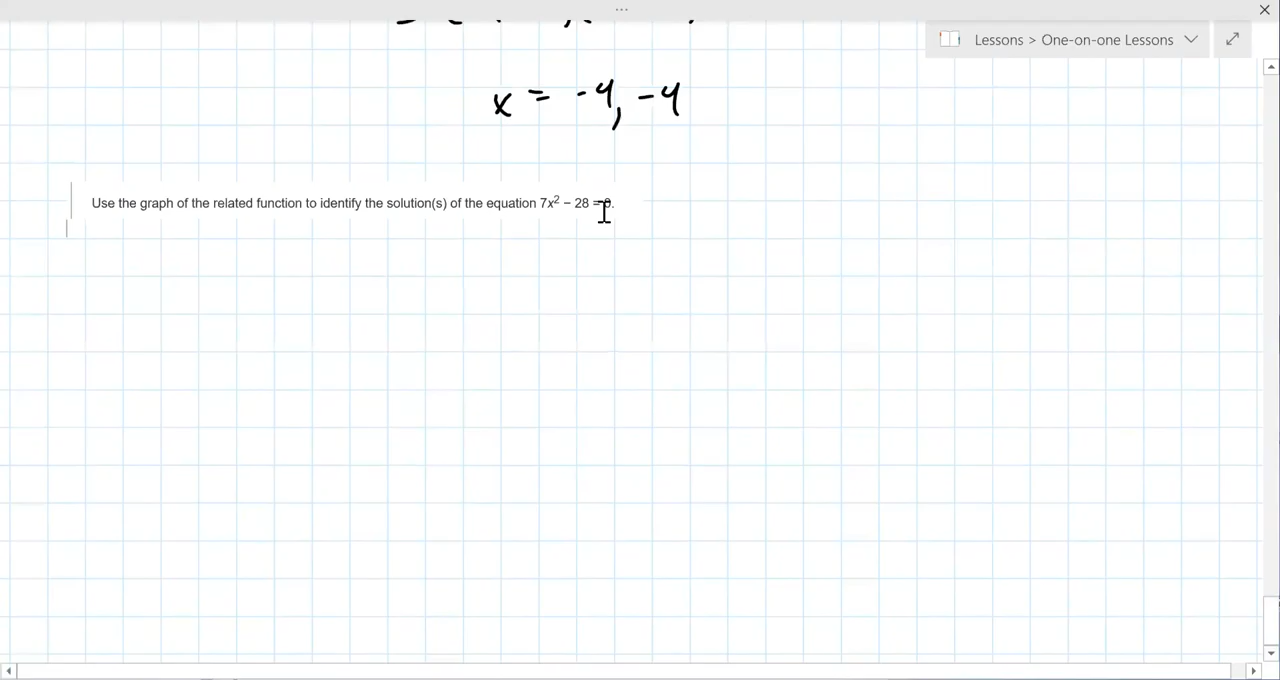 Lessons > One-on-one Lessons
x = -4, -4
Use the graph of the related function to identify the solution(s) of the equation 7x² − 28 = 0.